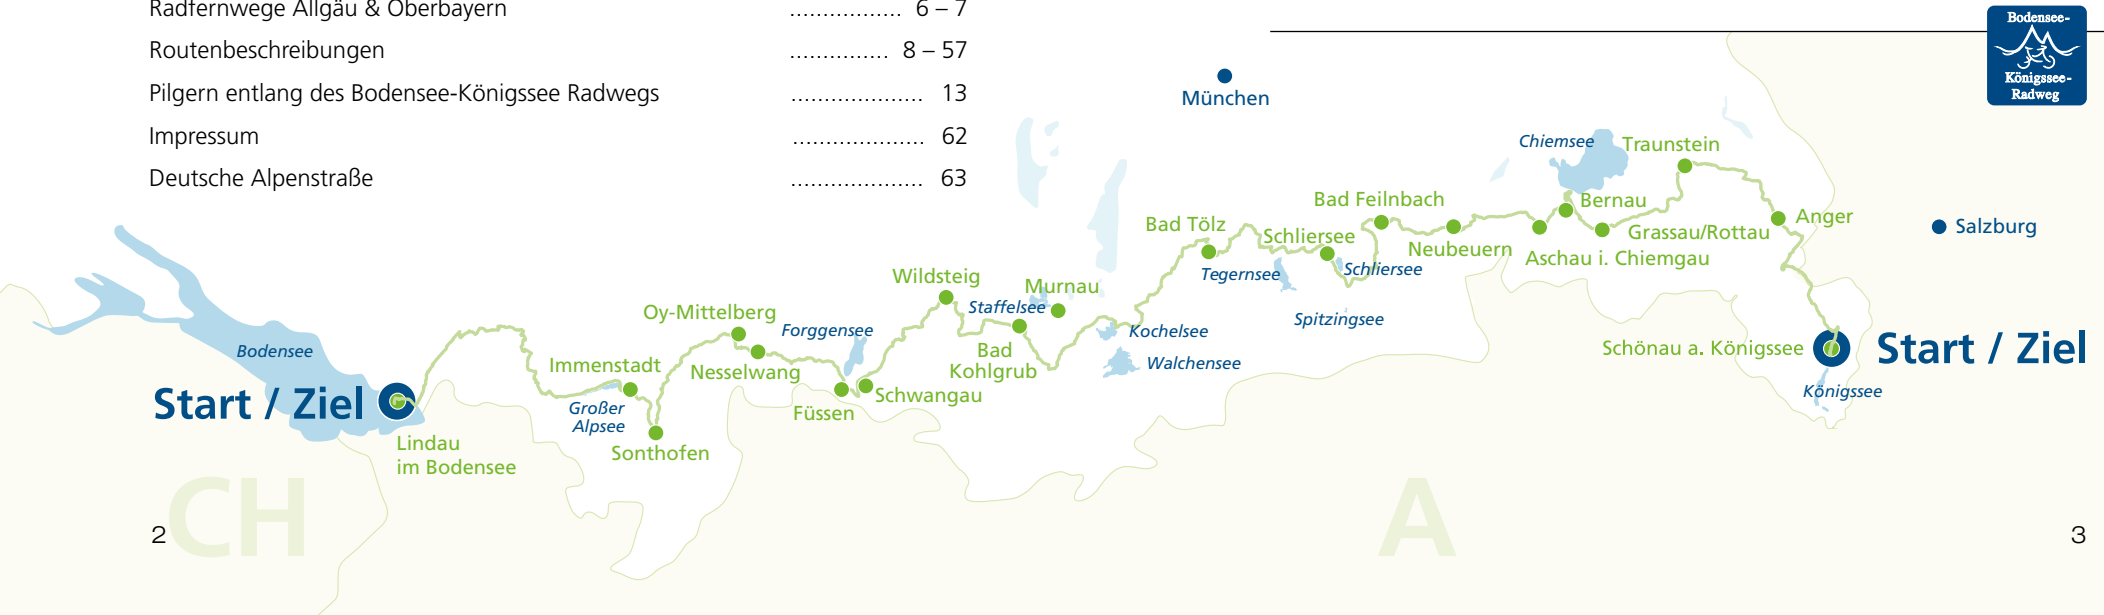 Radfernwege Allgäu & Oberbayern ................. 6 – 7
Routenbeschreibungen ............... 8 – 57
Pilgern entlang des Bodensee-Königssee Radwegs .................... 13
Impressum .................... 62
Deutsche Alpenstraße .................... 63
Bodensee-
Königssee-
Radweg
München
Chiemsee
Traunstein
Bad Feilnbach
Bernau
Anger
Salzburg
Bad Tölz
Schliersee
Neubeuern
Grassau/Rottau
Aschau i. Chiemgau
Tegernsee
Schliersee
Wildsteig
Murnau
Staffelsee
Oy-Mittelberg
Forggensee
Kochelsee
Spitzingsee
Bodensee
Immenstadt
Nesselwang
Bad
Kohlgrub
Walchensee
Schönau a. Königssee
Start / Ziel
Königssee
Start / Ziel
Großer
Alpsee
Füssen
Schwangau
Lindau
im Bodensee
Sonthofen
CH
A
2
3